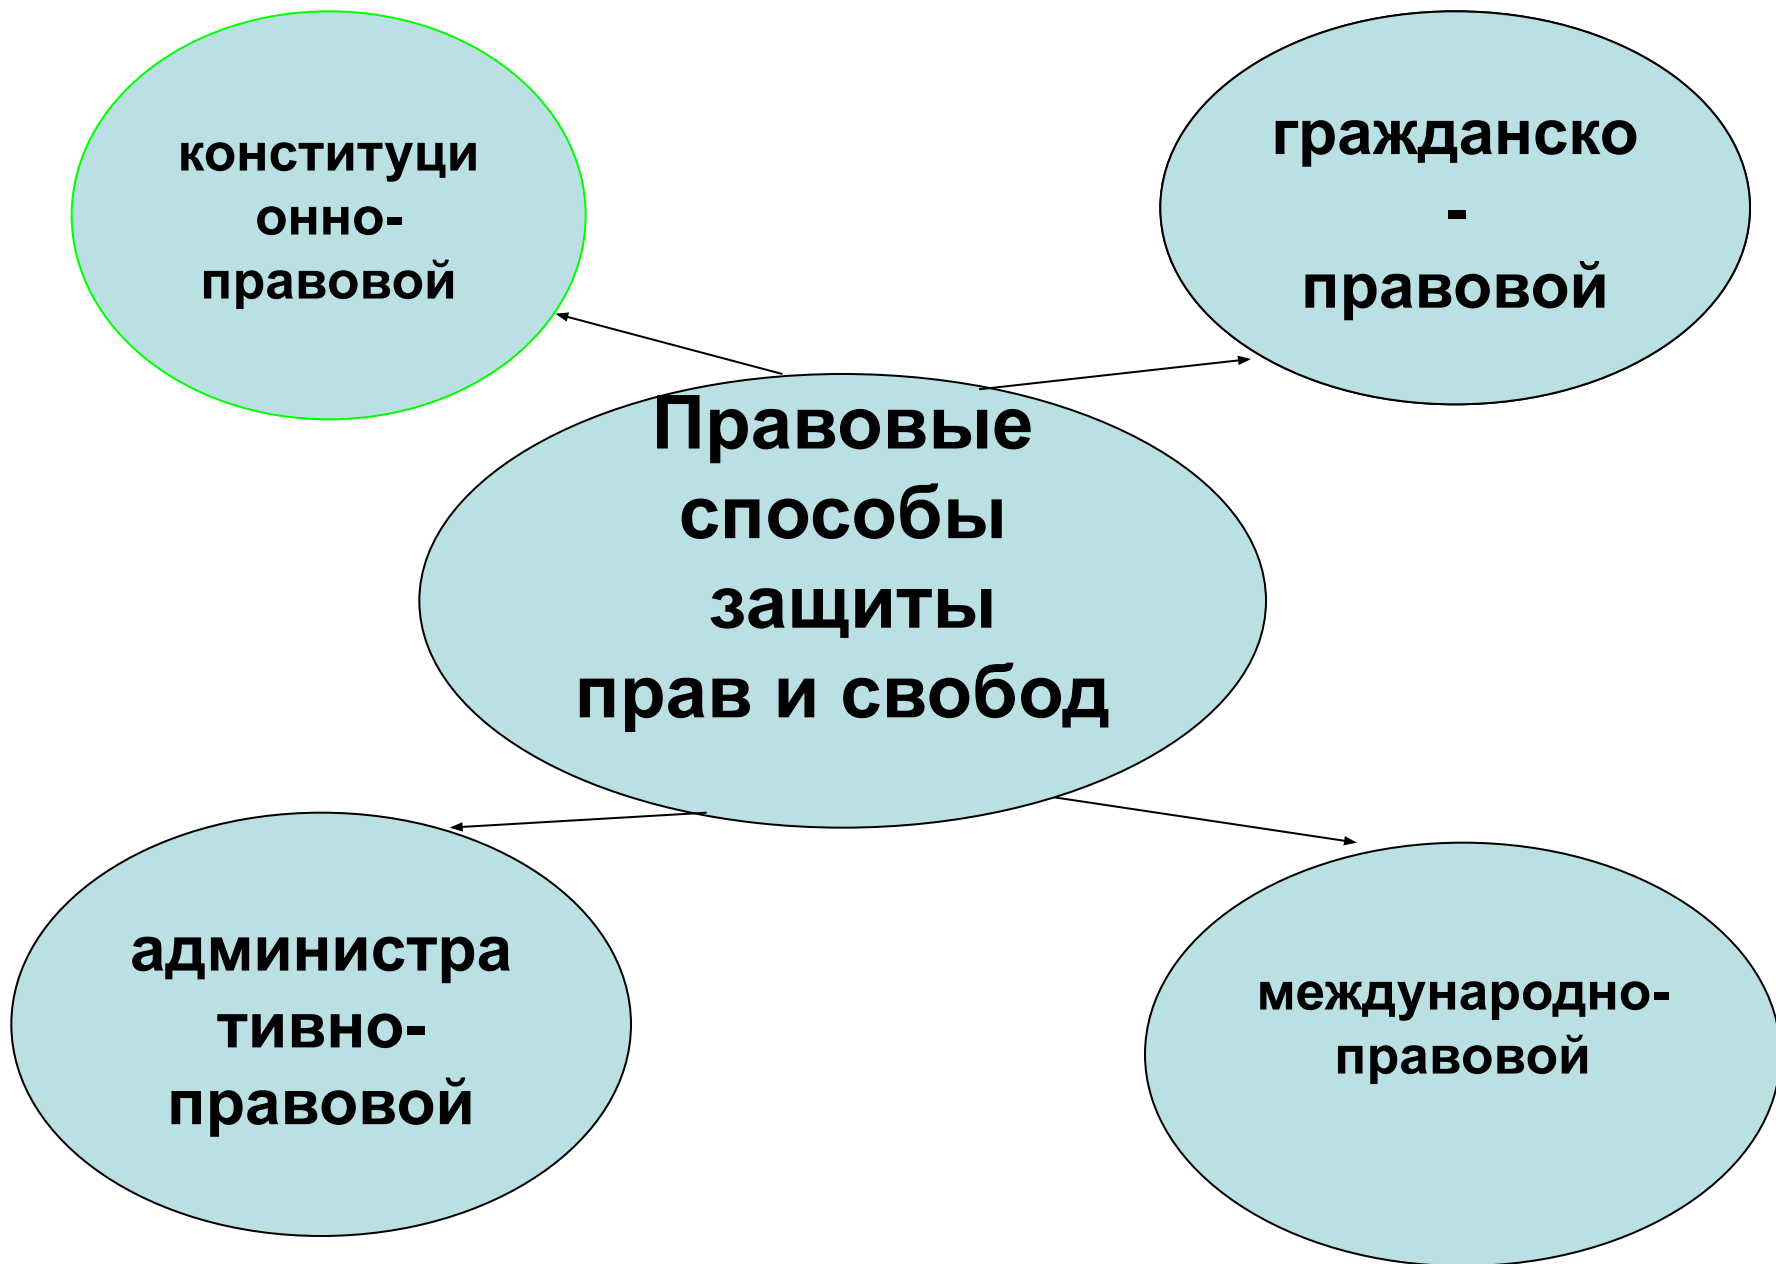 конституци
онно-
правовой
гражданско
-
правовой
Правовые
способы
защиты
прав и свобод
администра
тивно-
правовой
международно-
правовой